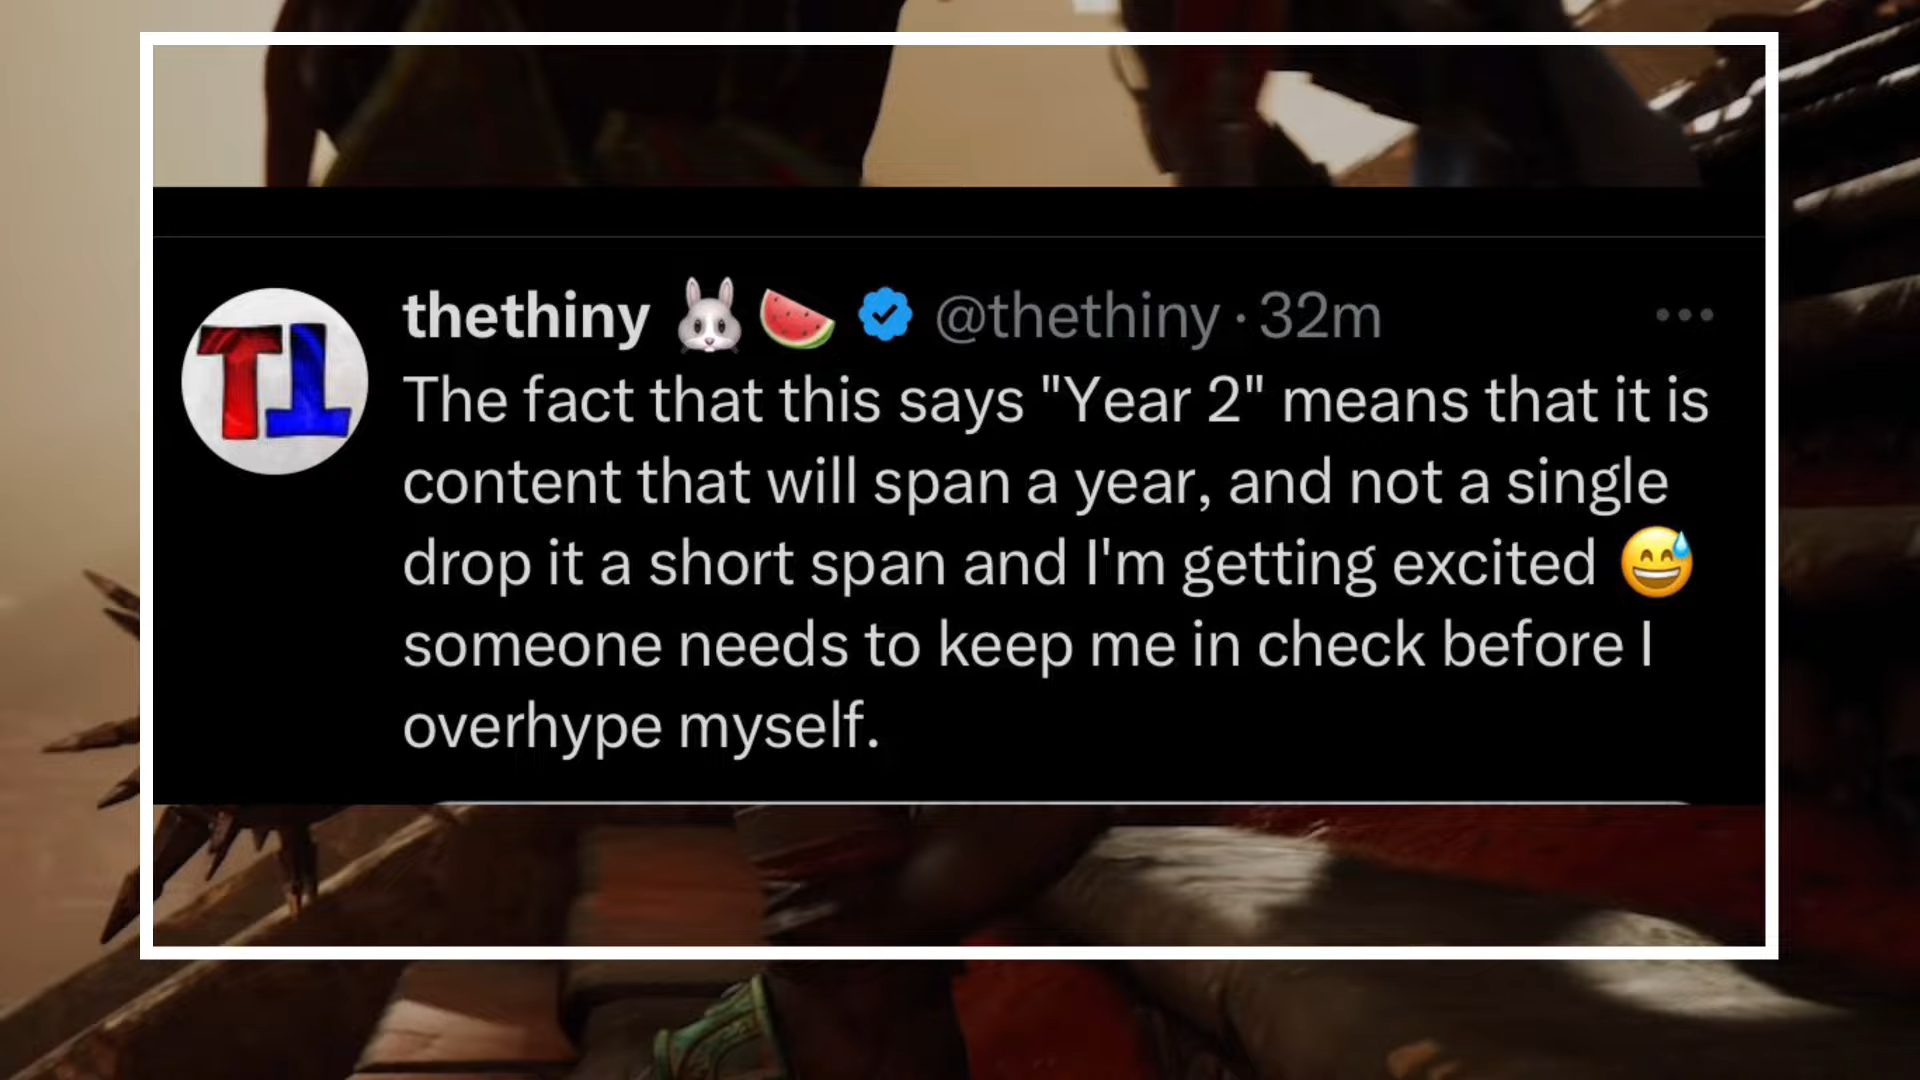 thethiny 🐰🍉 @thethiny · 32m
The fact that this says "Year 2" means that it is
content that will span a year, and not a single
drop it a short span and I'm getting excited 😅
someone needs to keep me in check before I
overhype myself.